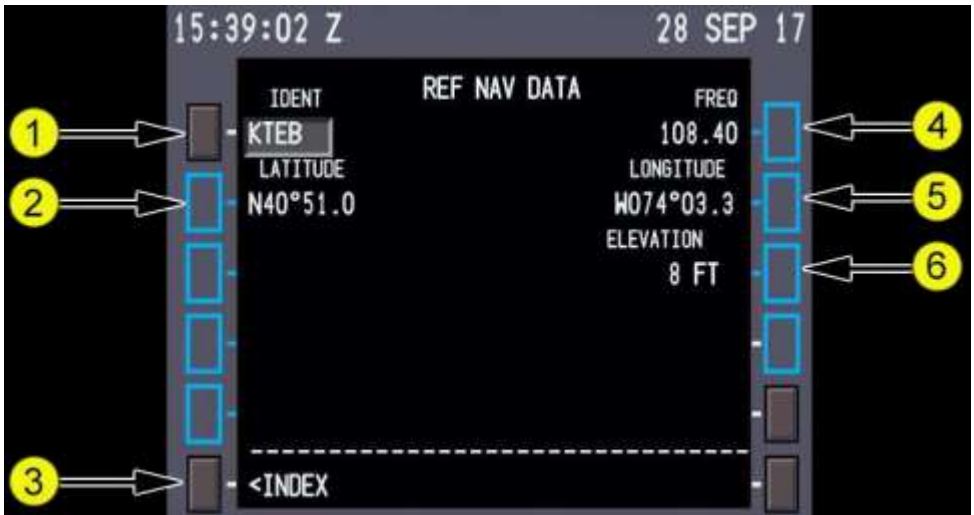 15:39:02 Z 28 SEP 17
REF NAV DATA
IDENT FREQ
1 KTEB 108.40 4
LATITUDE LONGITUDE
2 N40°51.0 W074°03.3 5
ELEVATION
8 FT 6
3 <INDEX